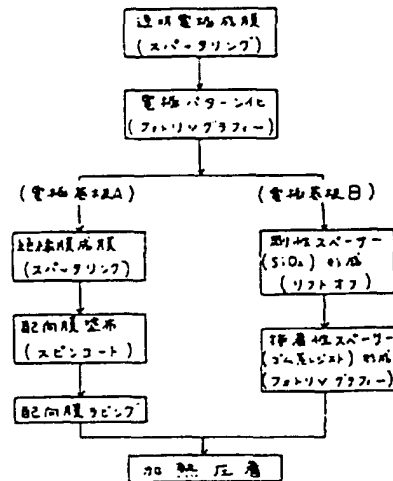 透明電極成膜
(スパータリング)
電極パターン化
(フォトリソグラフィー)
(電極基板A)
(電極基板B)
絶縁膜成膜
(スパータリング)
配向膜塗布
(スピンコート)
配向膜ラビング
剛性スペーサー
(SiO₂)形成
(リフトオフ)
接着性スペーサー
(ゴム系レジスト)形成
(フォトリソグラフィー)
加熱圧着